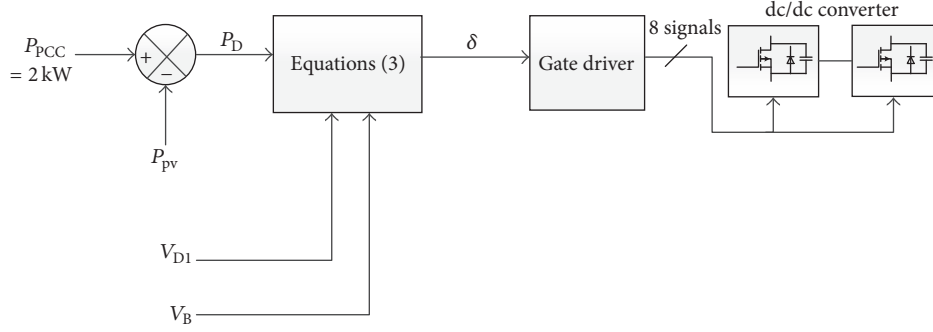 dc/dc converter
8 signals
P_PCC
= 2 kW
+
−
P_D
Equations (3)
δ
Gate driver
P_pv
V_D1
V_B